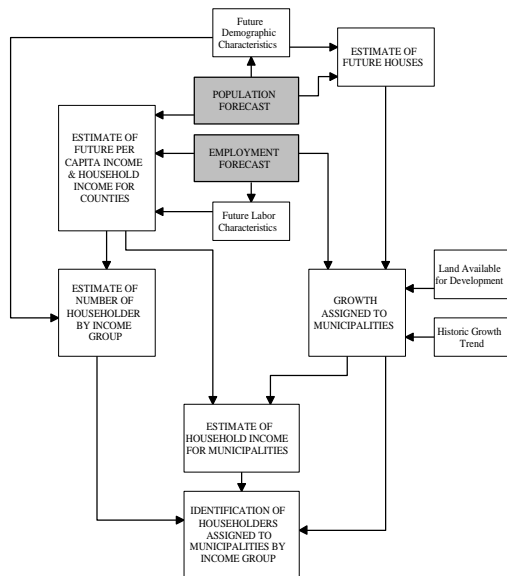 Future
Demographic
Characteristics
ESTIMATE OF
FUTURE HOUSES
POPULATION
FORECAST
ESTIMATE OF
FUTURE PER
CAPITA INCOME
& HOUSEHOLD
INCOME FOR
COUNTIES
EMPLOYMENT
FORECAST
Future Labor
Characteristics
Land Available
for Development
ESTIMATE OF
NUMBER OF
HOUSEHOLDER
BY INCOME
GROUP
GROWTH
ASSIGNED TO
MUNICIPALITIES
Historic Growth
Trend
ESTIMATE OF
HOUSEHOLD INCOME
FOR MUNICIPALITIES
IDENTIFICATION OF
HOUSEHOLDERS
ASSIGNED TO
MUNICIPALITIES BY
INCOME GROUP